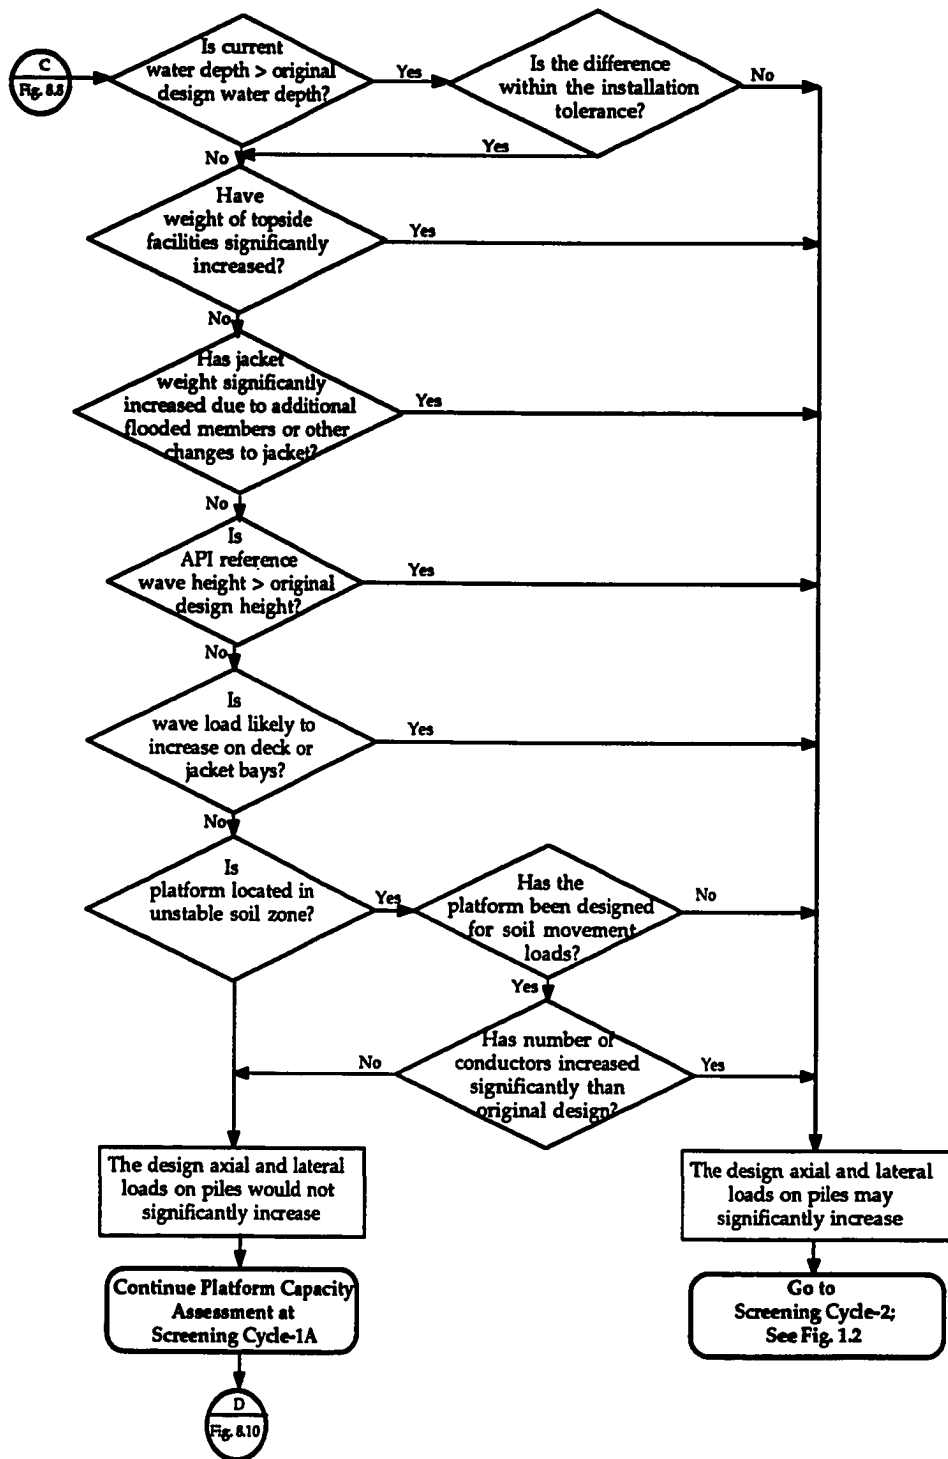 C
Fig. 8.8
Is current
water depth > original
design water depth?
Yes
Is the difference
within the installation
tolerance?
No
Yes
No
Have
weight of topside
facilities significantly
increased?
Yes
No
Has jacket
weight significantly
increased due to additional
flooded members or other
changes to jacket?
Yes
No
Is
API reference
wave height > original
design height?
Yes
No
Is
wave load likely to
increase on deck or
jacket bays?
Yes
No
Is
platform located in
unstable soil zone?
Yes
Has the
platform been designed
for soil movement
loads?
No
Yes
Has number of
conductors increased
significantly than
original design?
No
Yes
The design axial and lateral
loads on piles would not
significantly increase
The design axial and lateral
loads on piles may
significantly increase
Continue Platform Capacity
Assessment at
Screening Cycle-1A
Go to
Screening Cycle-2;
See Fig. 1.2
D
Fig. 8.10